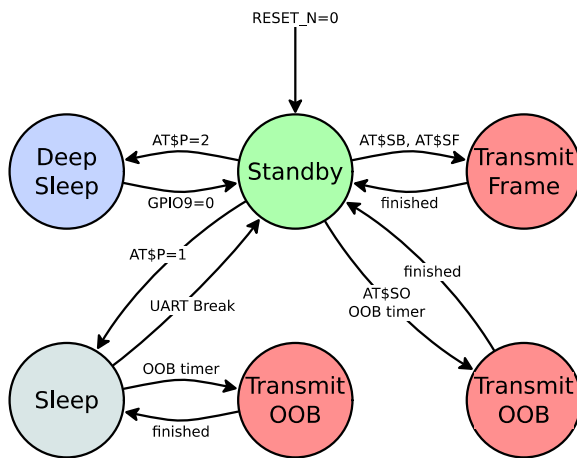 RESET_N=0
AT$P=2
AT$SB, AT$SF
Deep
Sleep
Standby
Transmit
Frame
GPIO9=0
finished
AT$P=1
finished
UART Break
AT$SO
OOB timer
OOB timer
Sleep
Transmit
OOB
Transmit
OOB
finished